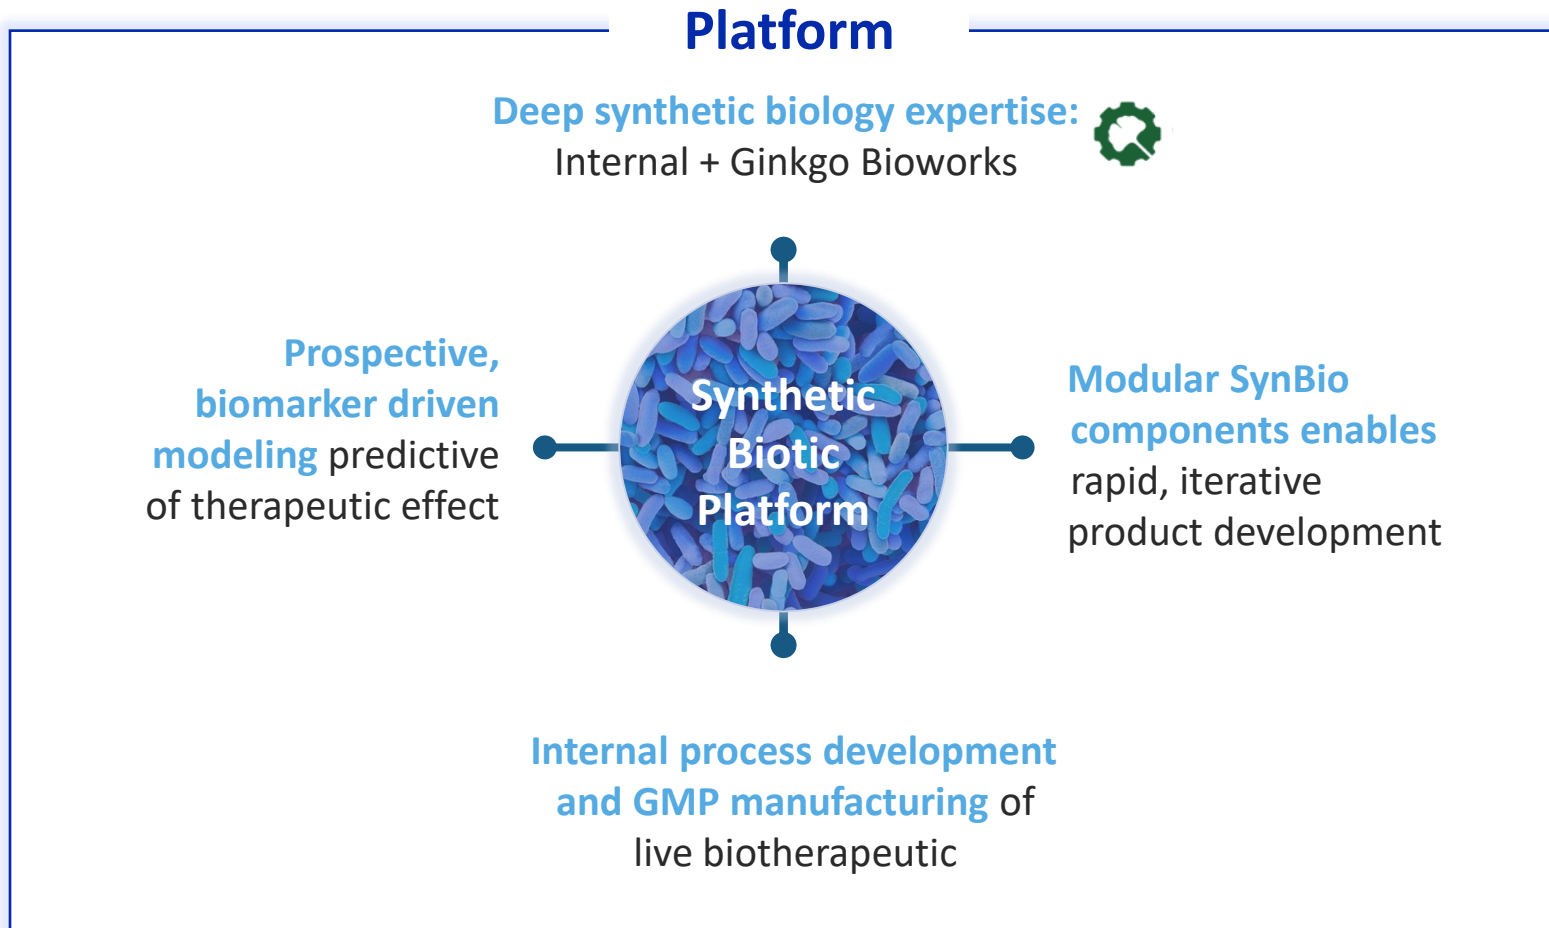 Platform
Deep synthetic biology expertise:
Internal + Ginkgo Bioworks
Prospective,
biomarker driven
modeling predictive
of therapeutic effect
Synthetic
Biotic
Platform
Modular SynBio
components enables
rapid, iterative
product development
Internal process development
and GMP manufacturing of
live biotherapeutic